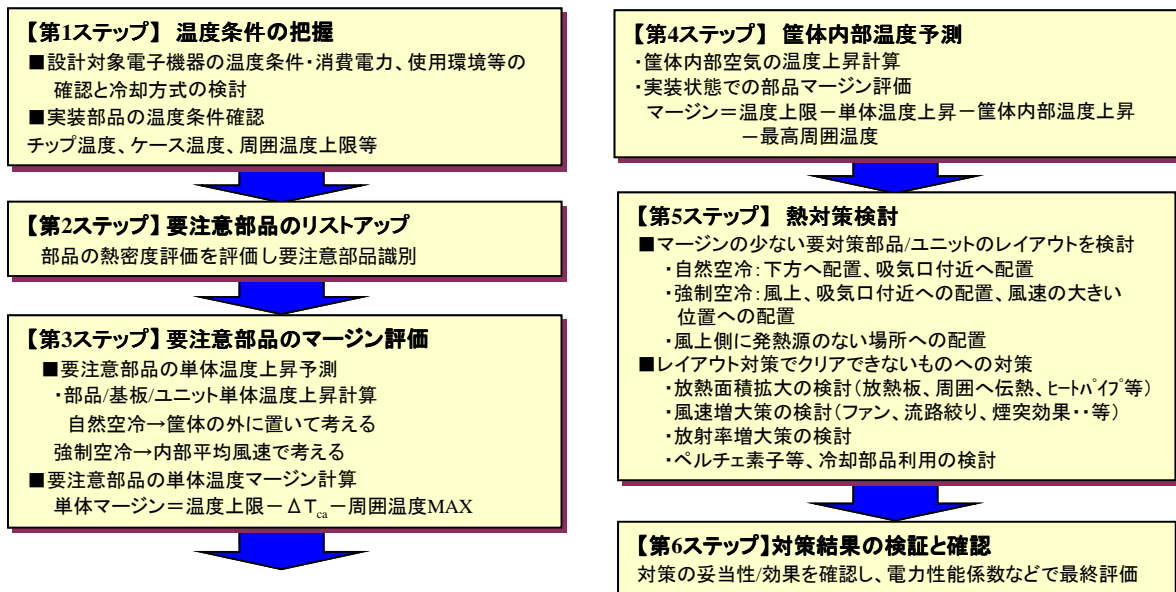 【第1ステップ】 温度条件の把握
■設計対象電子機器の温度条件・消費電力、使用環境等の
確認と冷却方式の検討
■実装部品の温度条件確認
チップ温度、ケース温度、周囲温度上限等
【第2ステップ】要注意部品のリストアップ
部品の熱密度評価を評価し要注意部品識別
【第3ステップ】要注意部品のマージン評価
■要注意部品の単体温度上昇予測
・部品/基板/ユニット単体温度上昇計算
自然空冷→筐体の外に置いて考える
強制空冷→内部平均風速で考える
■要注意部品の単体温度マージン計算
単体マージン＝温度上限－ΔTca－周囲温度MAX
【第4ステップ】 筐体内部温度予測
・筐体内部空気の温度上昇計算
・実装状態での部品マージン評価
マージン＝温度上限－単体温度上昇－筐体内部温度上昇
－最高周囲温度
【第5ステップ】 熱対策検討
■マージンの少ない要対策部品/ユニットのレイアウトを検討
・自然空冷：下方へ配置、吸気口付近へ配置
・強制空冷：風上、吸気口付近への配置、風速の大きい
位置への配置
・風上側に発熱源のない場所への配置
■レイアウト対策でクリアできないものへの対策
・放熱面積拡大の検討（放熱板、周囲へ伝熱、ﾋｰﾄﾊﾟｲﾌﾟ等）
・風速増大策の検討（ファン、流路絞り、煙突効果・・等）
・放射率増大策の検討
・ペルチェ素子等、冷却部品利用の検討
【第6ステップ】対策結果の検証と確認
対策の妥当性/効果を確認し、電力性能係数などで最終評価